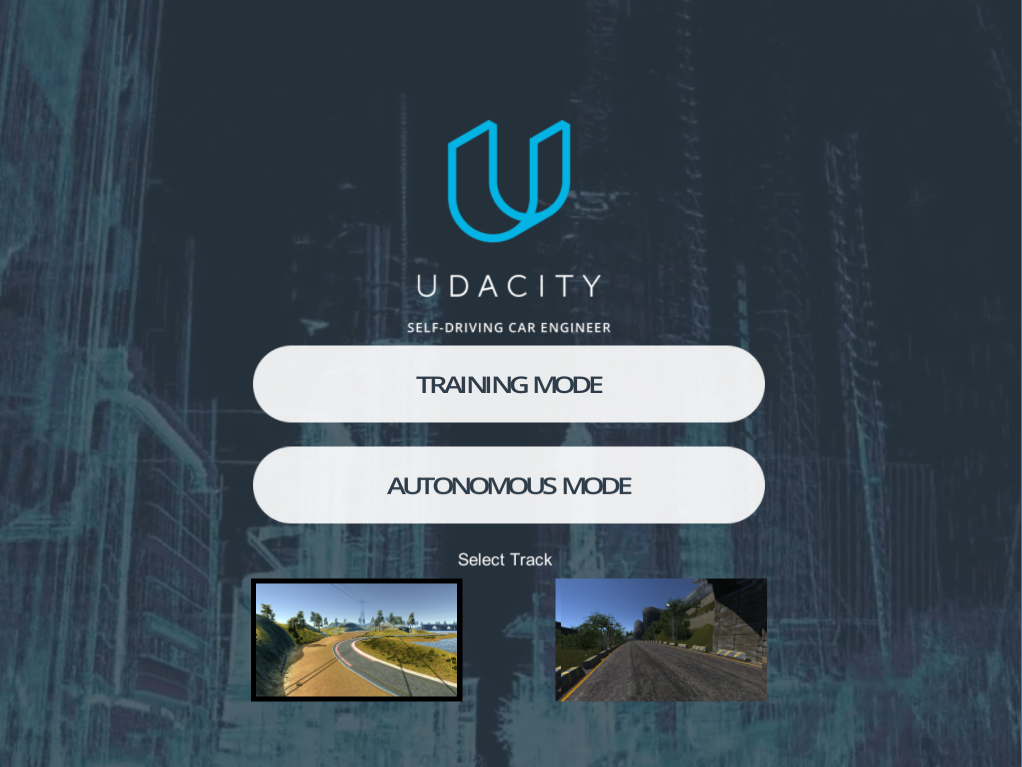 UDACITY
SELF-DRIVING CAR ENGINEER
TRAINING MODE
AUTONOMOUS MODE
Select Track